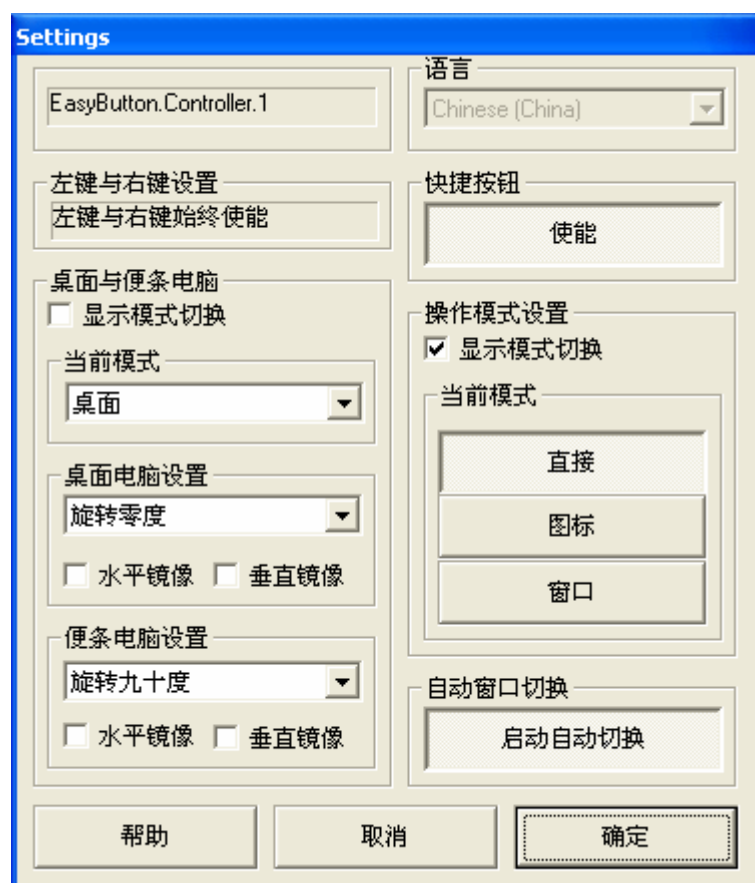 Settings
EasyButton.Controller.1
语言
Chinese (China)
左键与右键设置
左键与右键始终使能
快捷按钮
使能
桌面与便条电脑
显示模式切换
当前模式
桌面
桌面电脑设置
旋转零度
水平镜像 垂直镜像
便条电脑设置
旋转九十度
水平镜像 垂直镜像
操作模式设置
显示模式切换
当前模式
直接
图标
窗口
自动窗口切换
启动自动切换
帮助 取消 确定